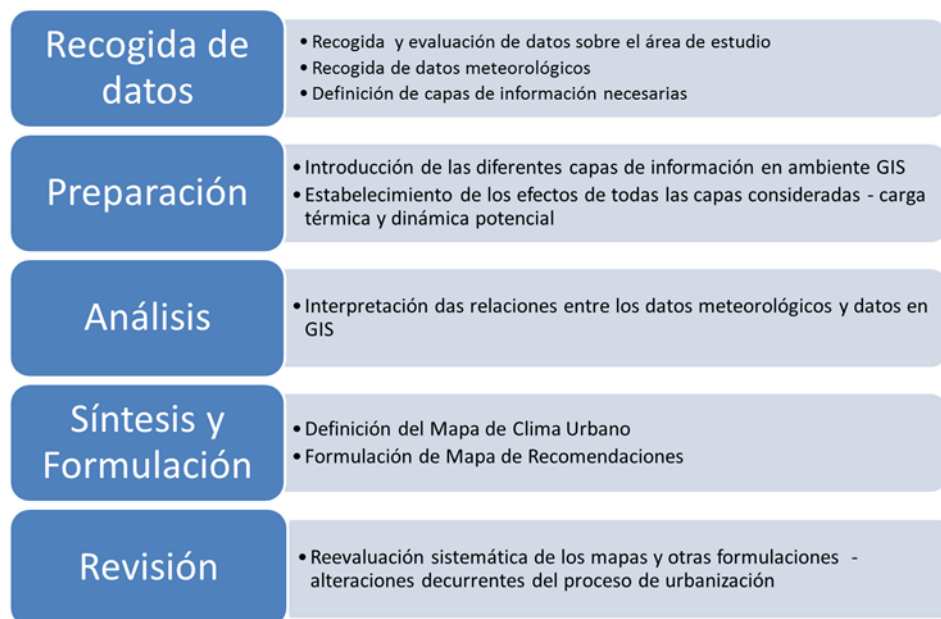 Recogida de
datos
• Recogida y evaluación de datos sobre el área de estudio
• Recogida de datos meteorológicos
• Definición de capas de información necesarias
Preparación
• Introducción de las diferentes capas de información en ambiente GIS
• Estabelecimiento de los efectos de todas las capas consideradas - carga
térmica y dinámica potencial
Análisis
• Interpretación das relaciones entre los datos meteorológicos y datos en
GIS
Síntesis y
Formulación
• Definición del Mapa de Clima Urbano
• Formulación de Mapa de Recomendaciones
Revisión
• Reevaluación sistemática de los mapas y otras formulaciones -
alteraciones decurrentes del proceso de urbanización